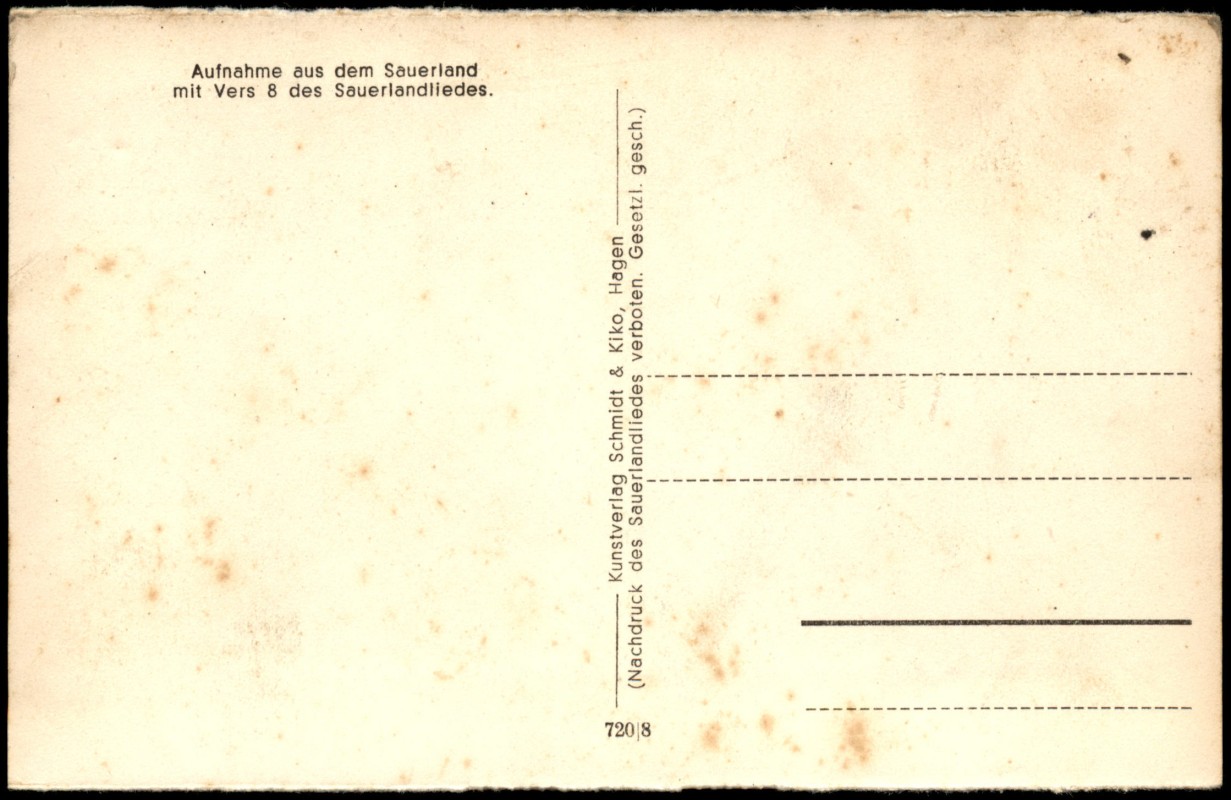 Aufnahme aus dem Sauerland
mit Vers 8 des Sauerlandliedes.
Kunstverlag Schmidt & Kiko, Hagen
(Nachdruck des Sauerlandliedes verboten. Gesetzl. gesch.)
720|8